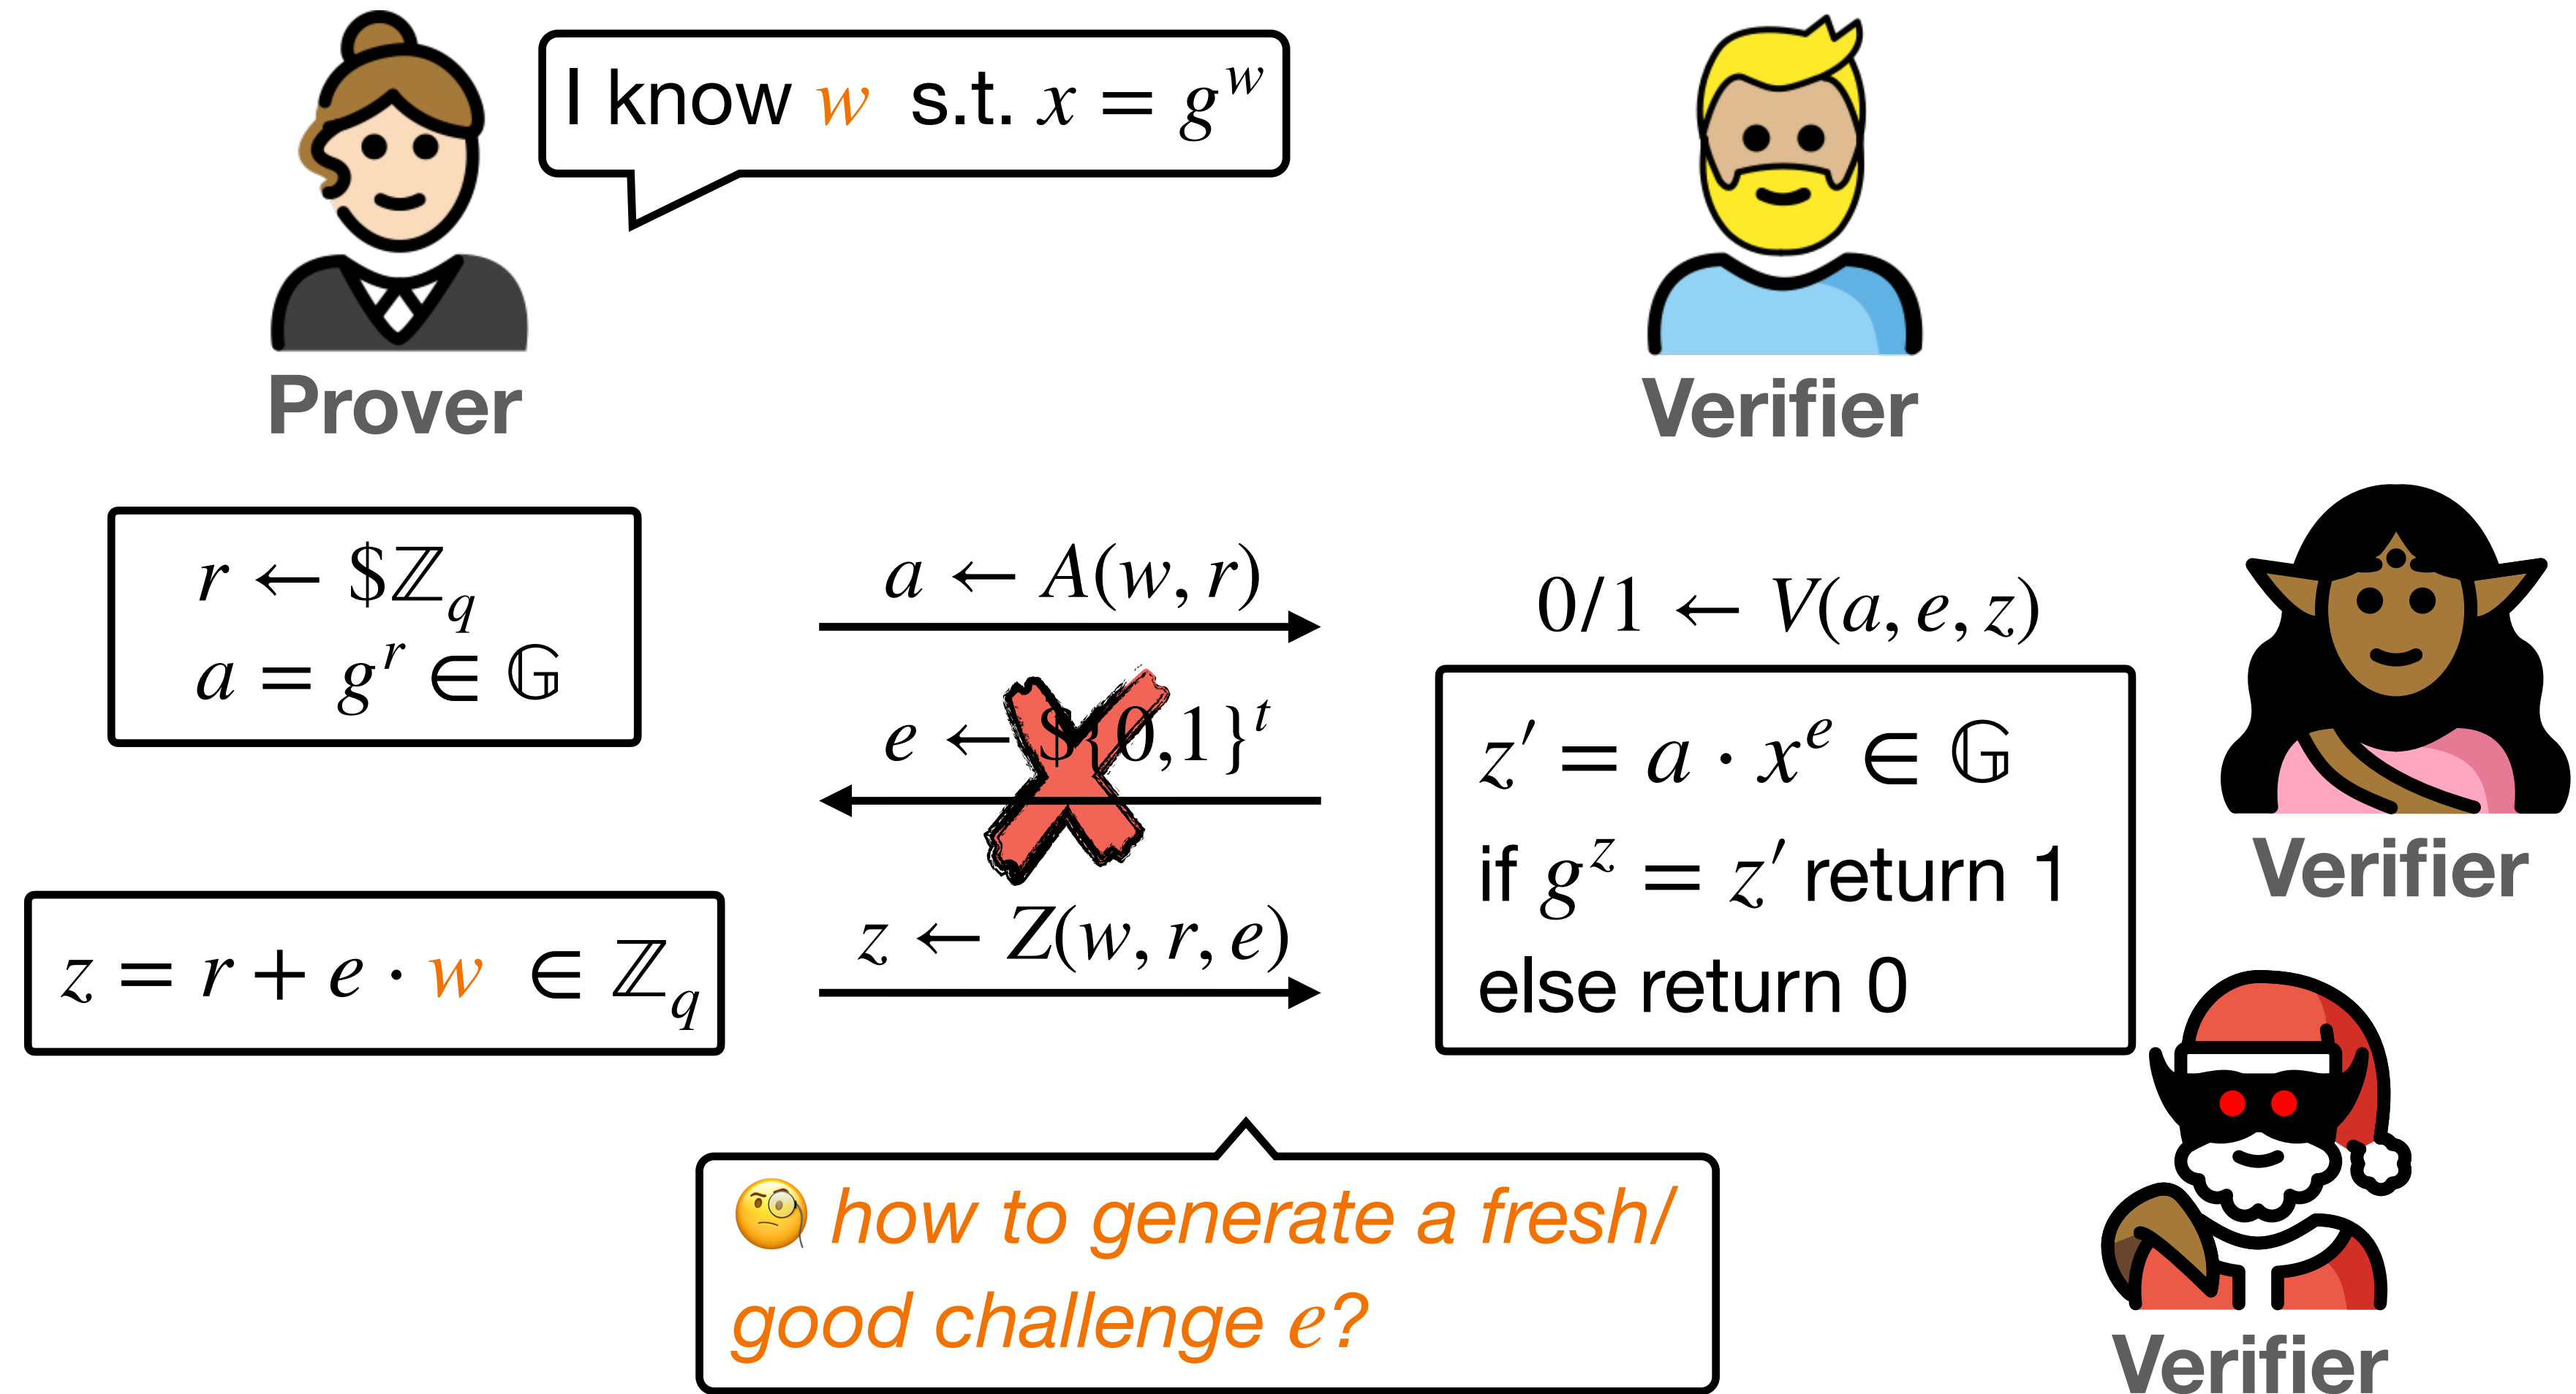 I know w s.t. x = g^w
Prover
Verifier
r ← $ℤ_q
a = g^r ∈ 𝔾
a ← A(w, r)
e ← ${0,1}^t
z ← Z(w, r, e)
z = r + e · w ∈ ℤ_q
0/1 ← V(a, e, z)
z′ = a · x^e ∈ 𝔾
if g^z = z′ return 1
else return 0
Verifier
Verifier
🧐 how to generate a fresh/
good challenge e?